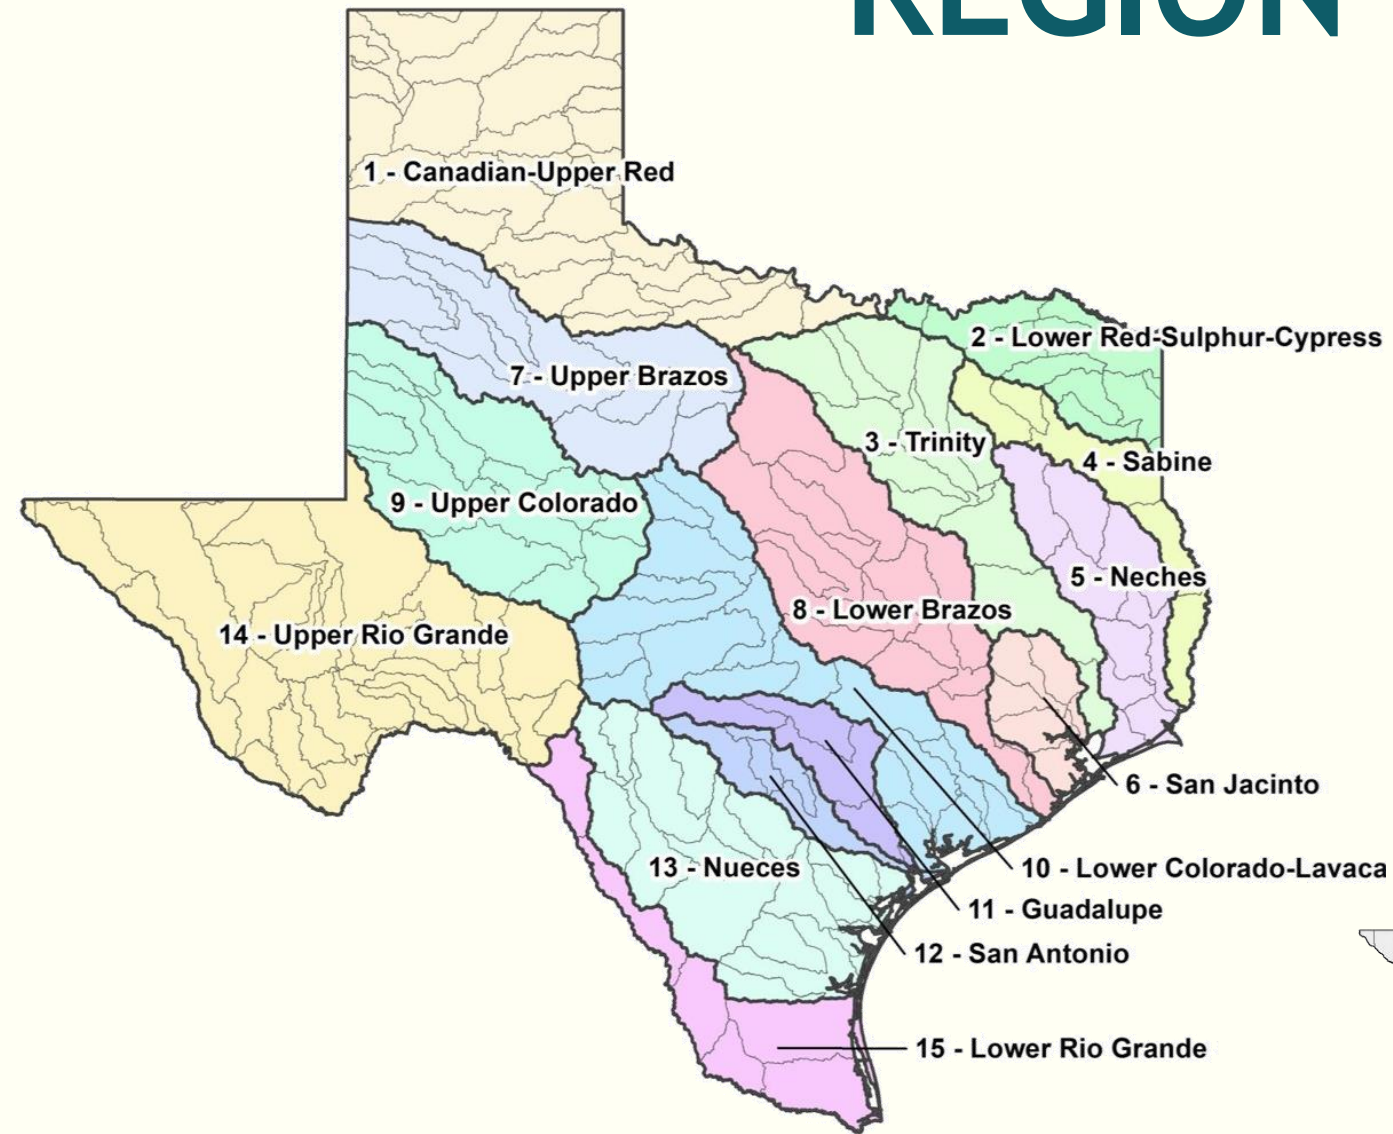 REGION
1 - Canadian-Upper Red
2 - Lower Red-Sulphur-Cypress
7 - Upper Brazos
3 - Trinity
4 - Sabine
9 - Upper Colorado
5 - Neches
8 - Lower Brazos
14 - Upper Rio Grande
6 - San Jacinto
13 - Nueces
10 - Lower Colorado-Lavaca
11 - Guadalupe
12 - San Antonio
15 - Lower Rio Grande